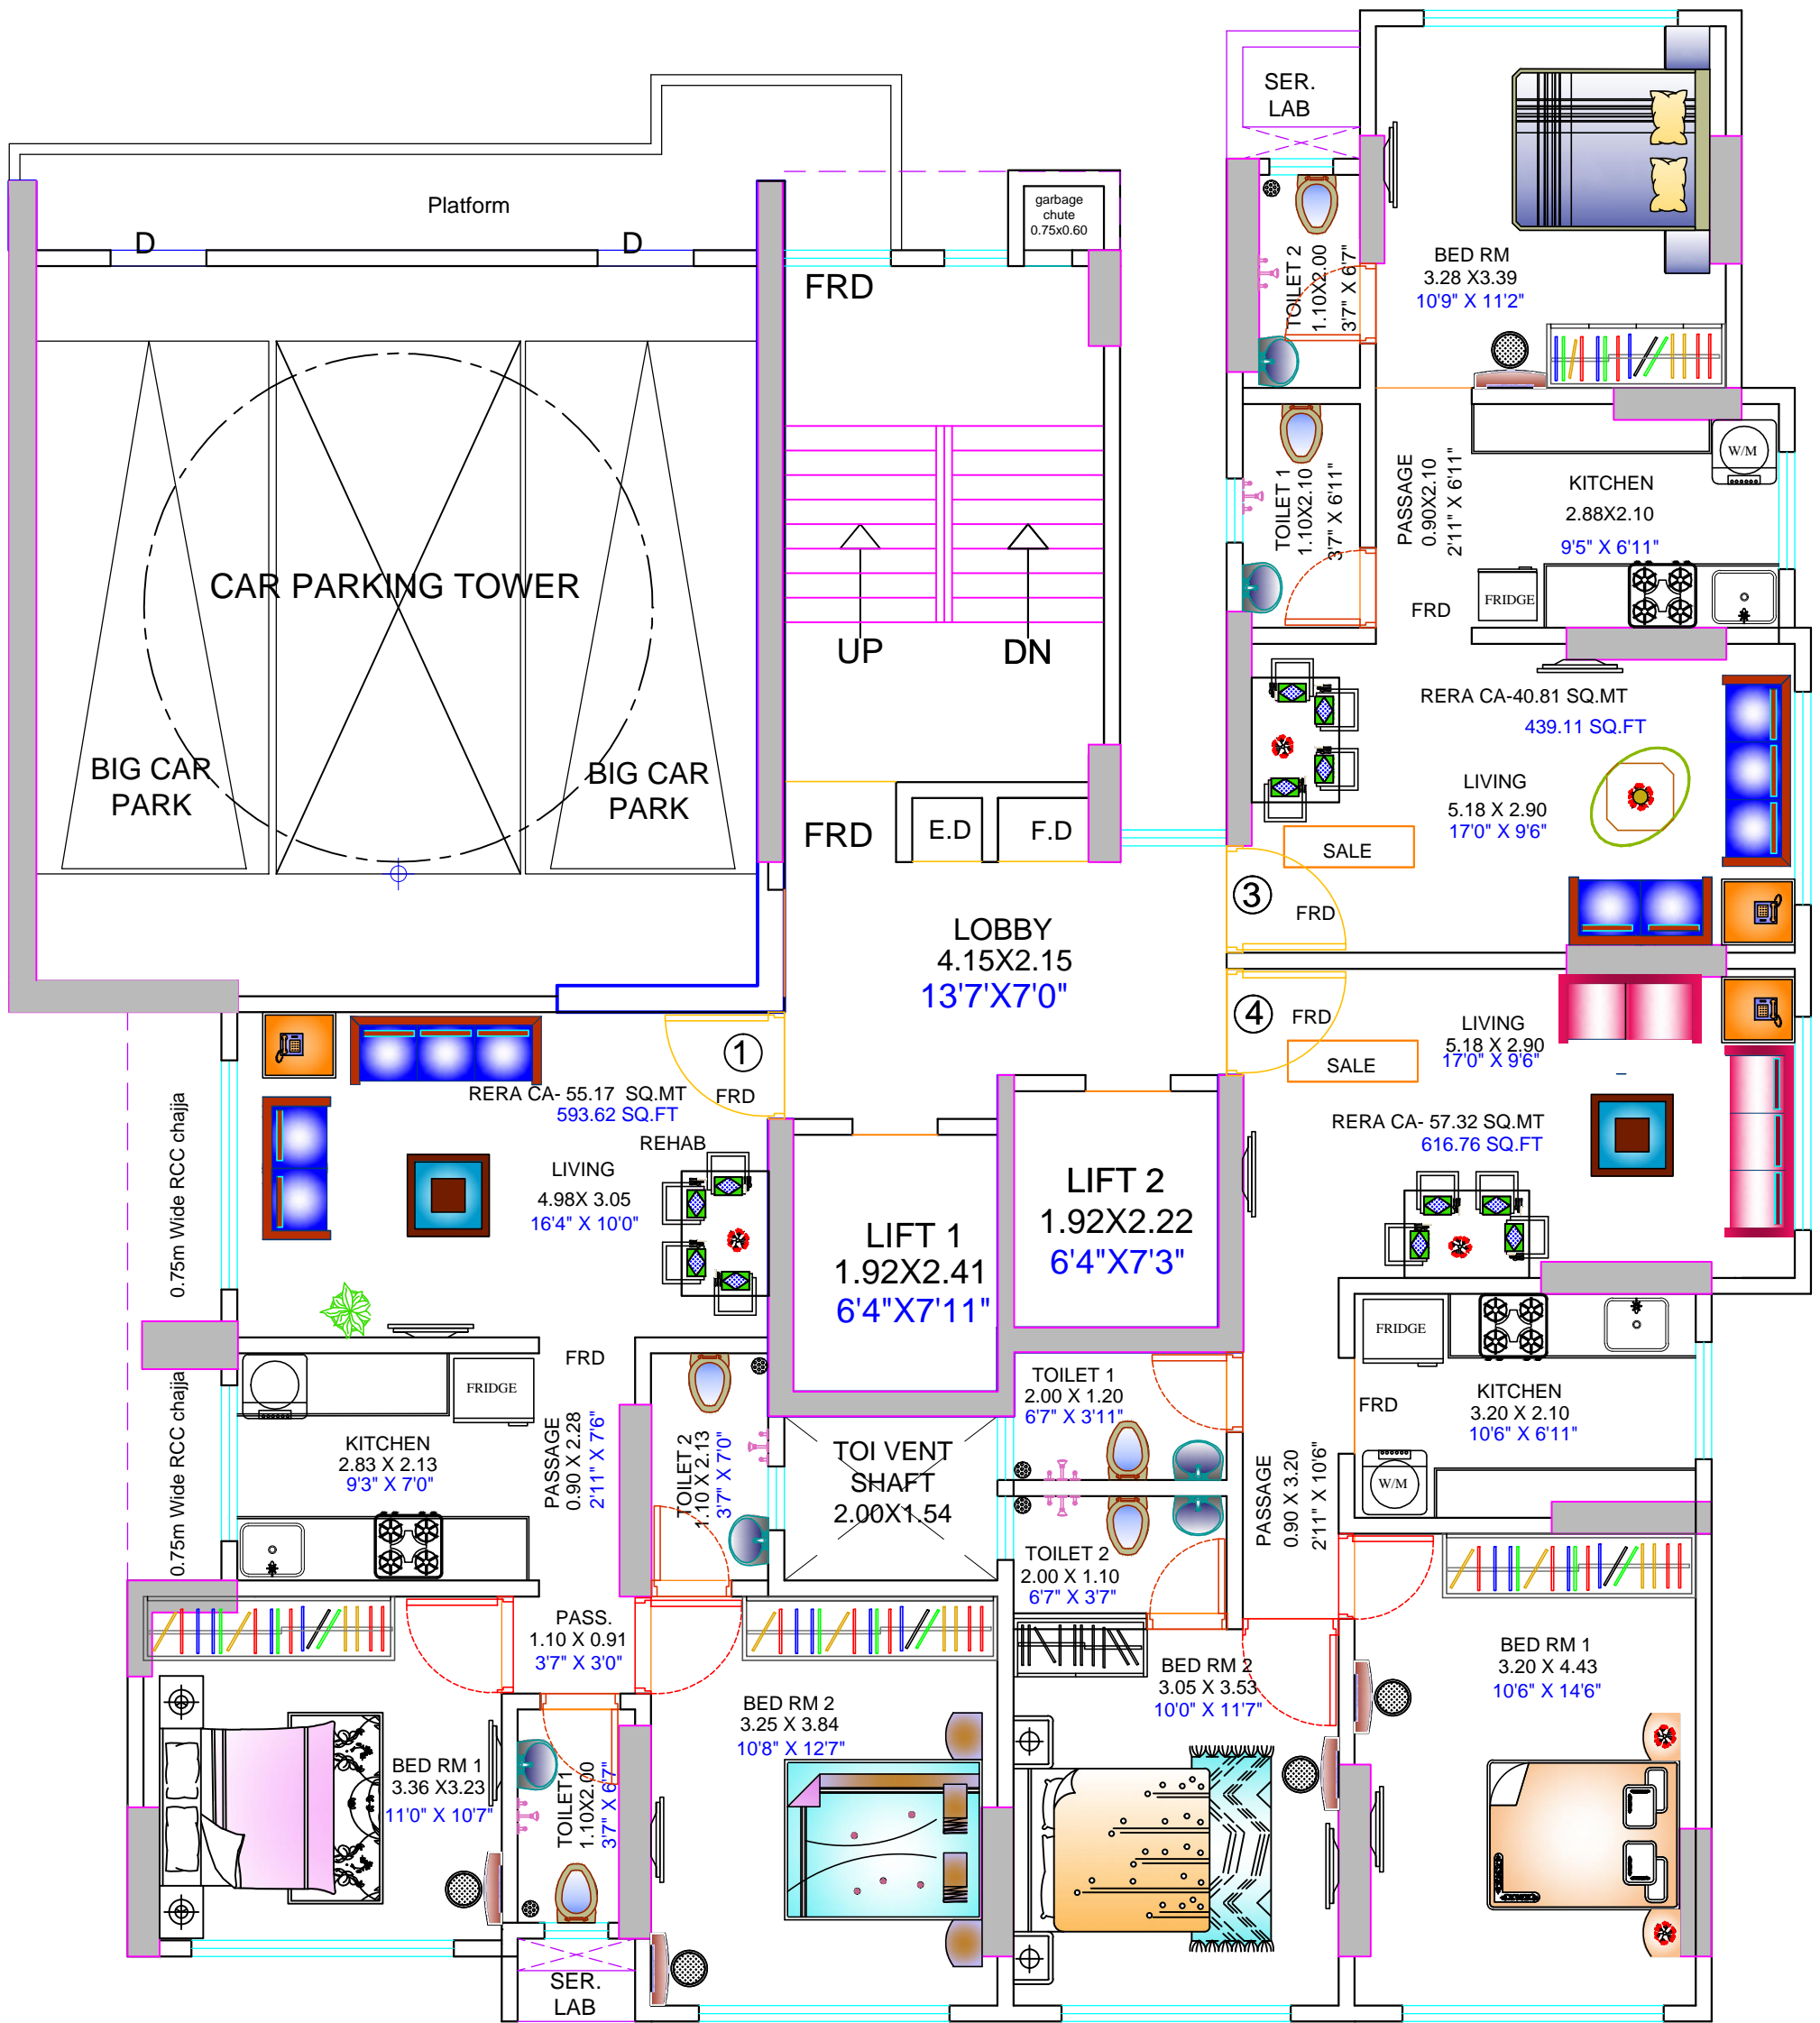 SER.
LAB
Platform
garbage
chute
0.75x0.60
D
D
FRD
TOILET 2
1.10X2.00
3'7" X 6'7"
BED RM
3.28 X3.39
10'9" X 11'2"
TOILET 1
1.10X2.10
3'7" X 6'11"
PASSAGE
0.90X2.10
2'11" X 6'11"
W/M
KITCHEN
2.88X2.10
9'5" X 6'11"
FRIDGE
FRD
CAR PARKING TOWER
UP
DN
BIG CAR
PARK
BIG CAR
PARK
RERA CA-40.81 SQ.MT
439.11 SQ.FT
LIVING
5.18 X 2.90
17'0" X 9'6"
SALE
FRD
E.D
F.D
3
FRD
LOBBY
4.15X2.15
13'7'X7'0"
4
FRD
SALE
LIVING
5.18 X 2.90
17'0" X 9'6"
RERA CA- 57.32 SQ.MT
616.76 SQ.FT
1
FRD
RERA CA- 55.17 SQ.MT
593.62 SQ.FT
REHAB
LIVING
4.98X 3.05
16'4" X 10'0"
0.75m Wide RCC chajja
0.75m Wide RCC chajja
LIFT 1
1.92X2.41
6'4"X7'11"
LIFT 2
1.92X2.22
6'4"X7'3"
FRD
FRIDGE
KITCHEN
2.83 X 2.13
9'3" X 7'0"
PASSAGE
0.90 X 2.28
2'11" X 7'6"
TOILET 2
1.10 X 2.13
3'7" X 7'0"
TOI VENT
SHAFT
2.00X1.54
TOILET 1
2.00 X 1.20
6'7" X 3'11"
TOILET 2
2.00 X 1.10
6'7" X 3'7"
PASSAGE
0.90 X 3.20
2'11" X 10'6"
FRIDGE
FRD
KITCHEN
3.20 X 2.10
10'6" X 6'11"
W/M
PASS.
1.10 X 0.91
3'7" X 3'0"
BED RM 1
3.36 X3.23
11'0" X 10'7"
TOILET1
1.10X2.00
3'7" X 6'7"
BED RM 2
3.25 X 3.84
10'8" X 12'7"
BED RM 2
3.05 X 3.53
10'0" X 11'7"
BED RM 1
3.20 X 4.43
10'6" X 14'6"
SER.
LAB